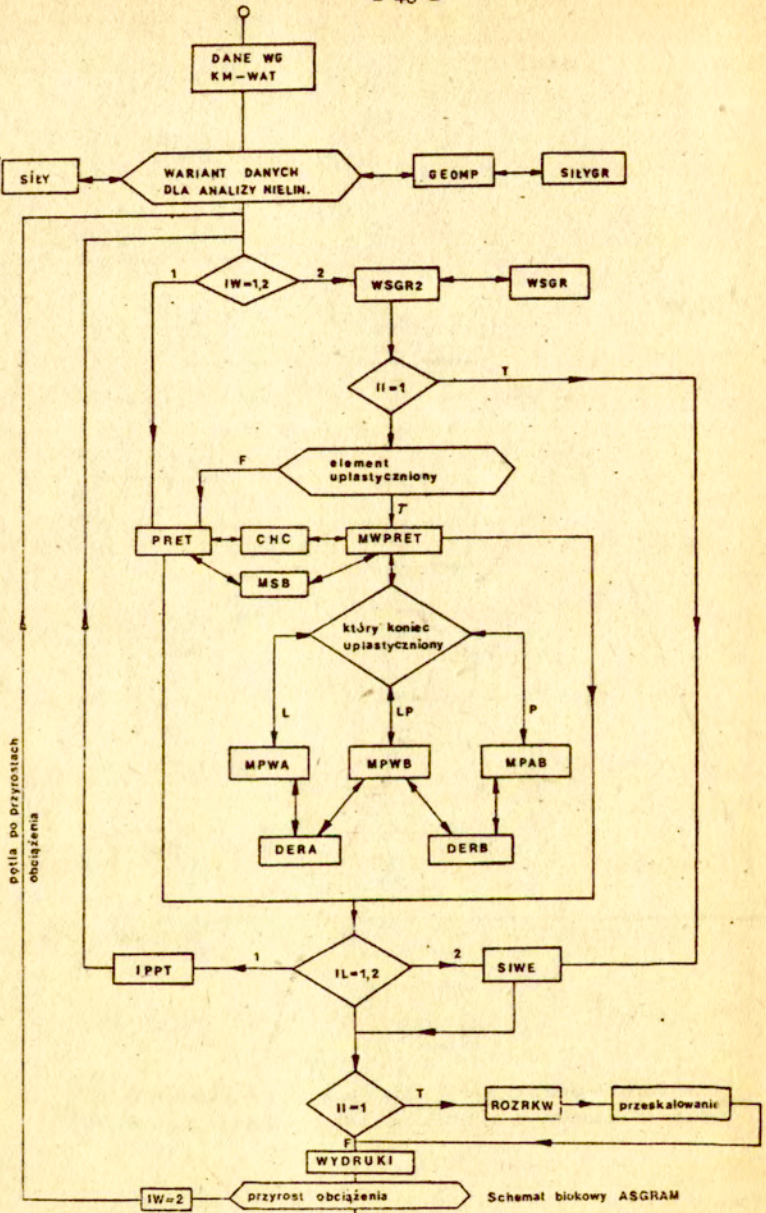 DANE WG
KM-WAT
SIŁY
WARIANT DANYCH
DLA ANALIZY NIELIN.
GEOMP
SIŁYGR
1
IW=1,2
2
WSGR2
WSGR
II=1
T
F
element
uplastyczniony
T
PRET
CHC
MWPRET
MSB
który koniec
uplastyczniony
L
LP
P
MPWA
MPWB
MPAB
DERA
DERB
pętla po przyrostach
obciążenia
IPPT
1
IL=1,2
2
SIWE
II=1
T
ROZRKW
przeskalowanie
F
WYDRUKI
IW=2
przyrost obciążenia
Schemat blokowy ASGRAM